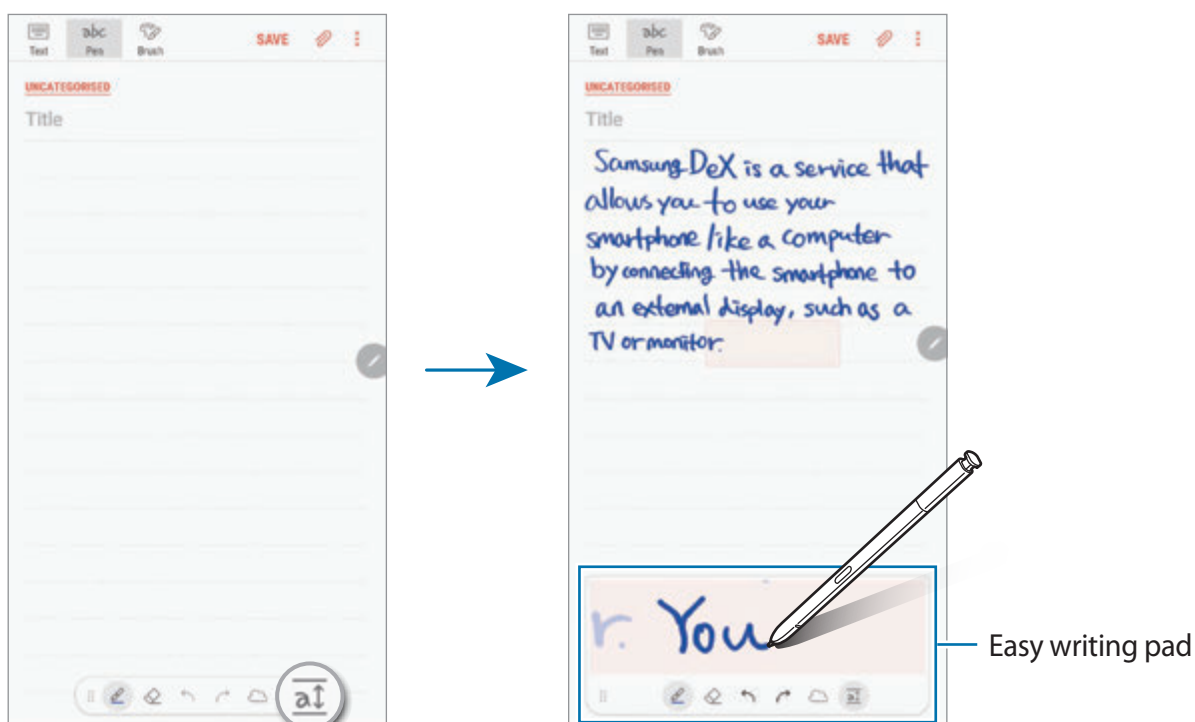 Text
abc
Pen
Brush
SAVE
UNCATEGORISED
Title
a
Text
abc
Pen
Brush
SAVE
UNCATEGORISED
Title
Samsung DeX is a service that
allows you to use your
smartphone like a computer
by connecting the smartphone to
an external display, such as a
TV or monitor.
r. You
a
Easy writing pad